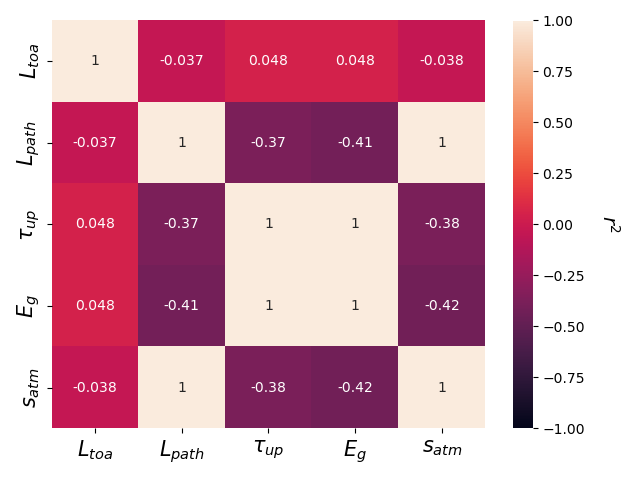 L_toa 1 -0.037 0.048 0.048 -0.038
L_path -0.037 1 -0.37 -0.41 1
τ_up 0.048 -0.37 1 1 -0.38
E_g 0.048 -0.41 1 1 -0.42
s_atm -0.038 1 -0.38 -0.42 1
L_toa L_path τ_up E_g s_atm
1.00
0.75
0.50
0.25
0.00
−0.25
−0.50
−0.75
−1.00
r²